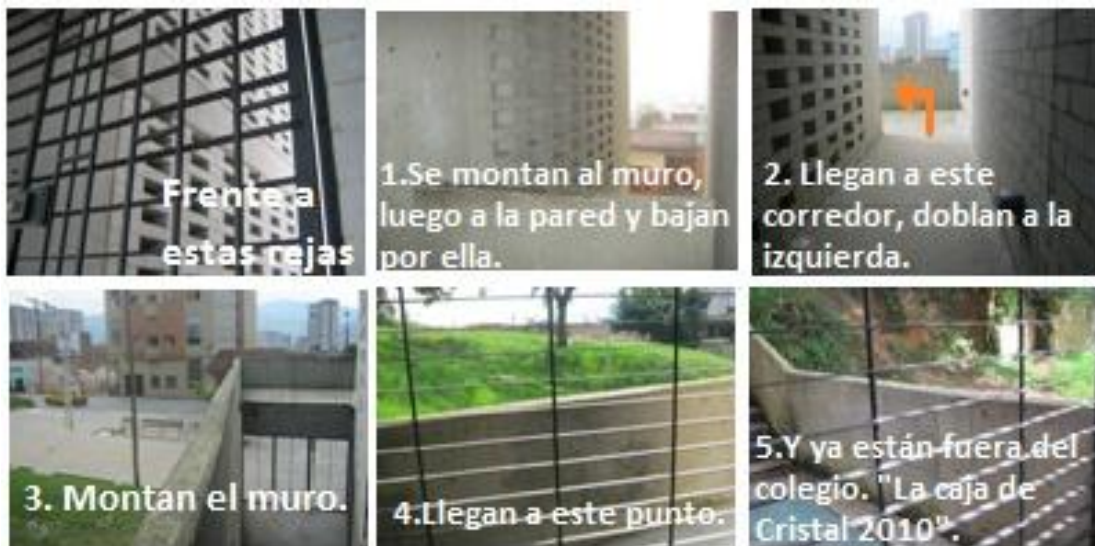 Frente a
estas rejas
1.Se montan al muro,
luego a la pared y bajan
por ella.
2. Llegan a este
corredor, doblan a la
izquierda.
3. Montan el muro.
4.Llegan a este punto.
5.Y ya están fuera del
colegio. "La caja de
Cristal 2010".